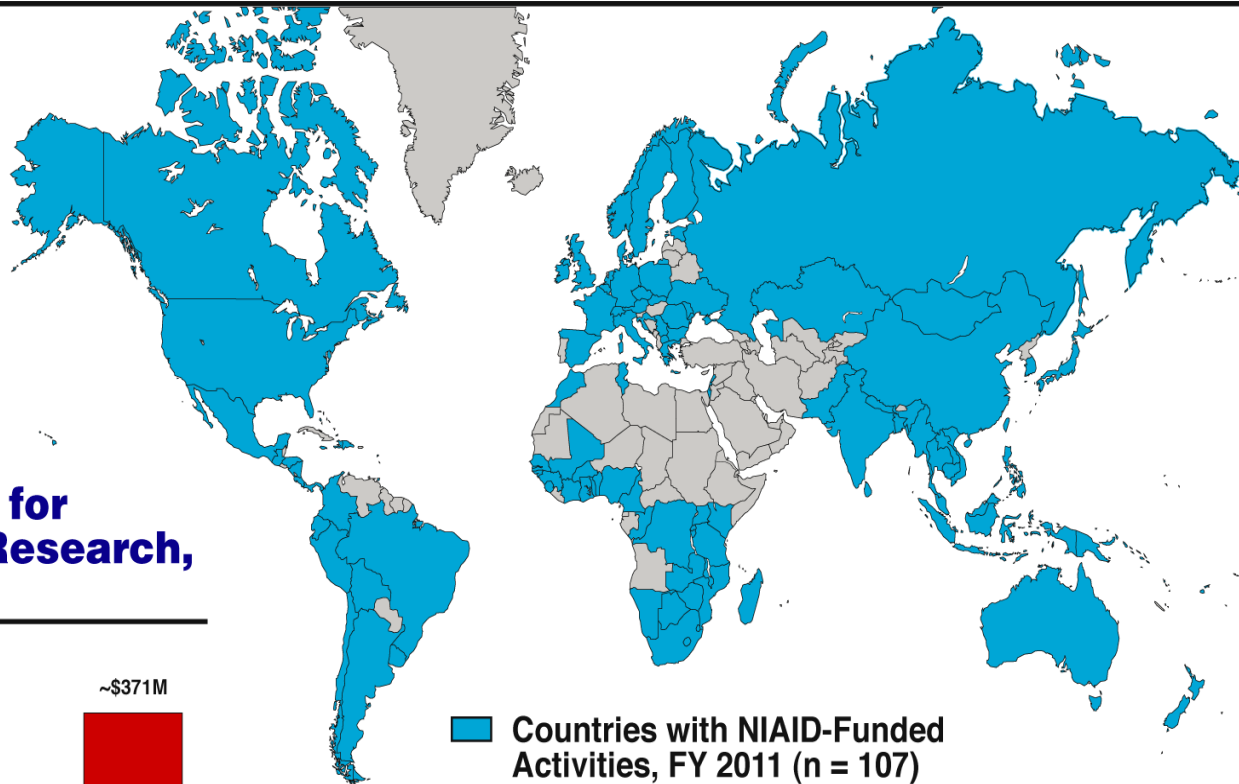 for
Research,
~$371M
Countries with NIAID-Funded
Activities, FY 2011 (n = 107)